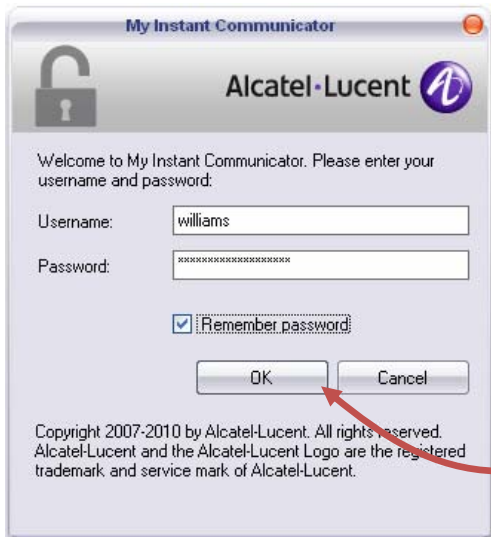 My Instant Communicator
Alcatel·Lucent
Welcome to My Instant Communicator. Please enter your
username and password:
Username: williams
Password: *******************
Remember password
OK Cancel
Copyright 2007-2010 by Alcatel-Lucent. All rights reserved.
Alcatel-Lucent and the Alcatel-Lucent Logo are the registered
trademark and service mark of Alcatel-Lucent.